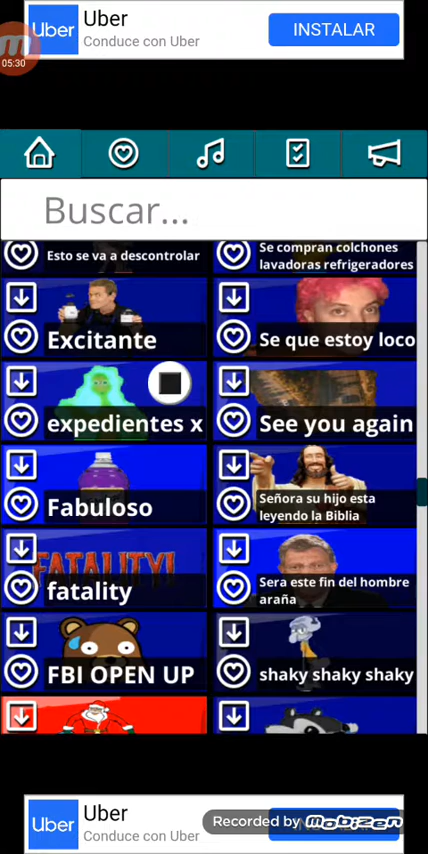 Uber
Uber
Conduce con Uber
INSTALAR
05:30
Buscar...
Esto se va a descontrolar
Se compran colchones
lavadoras refrigeradores
Excitante
Se que estoy loco
expedientes x
See you again
Fabuloso
Señora su hijo esta
leyendo la Biblia
FATALITY!
fatality
Sera este fin del hombre
araña
FBI OPEN UP
shaky shaky shaky
Uber
Uber
Conduce con Uber
Recorded by Mobizen